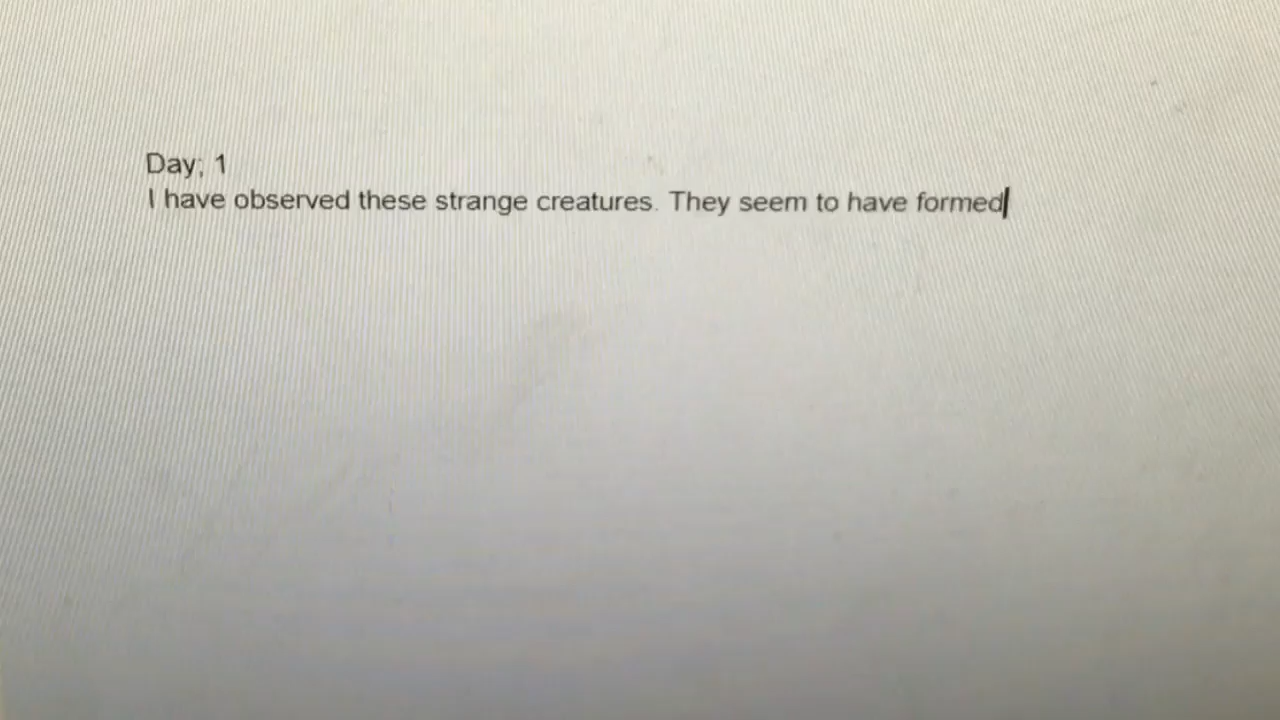 Day; 1
I have observed these strange creatures. They seem to have formed